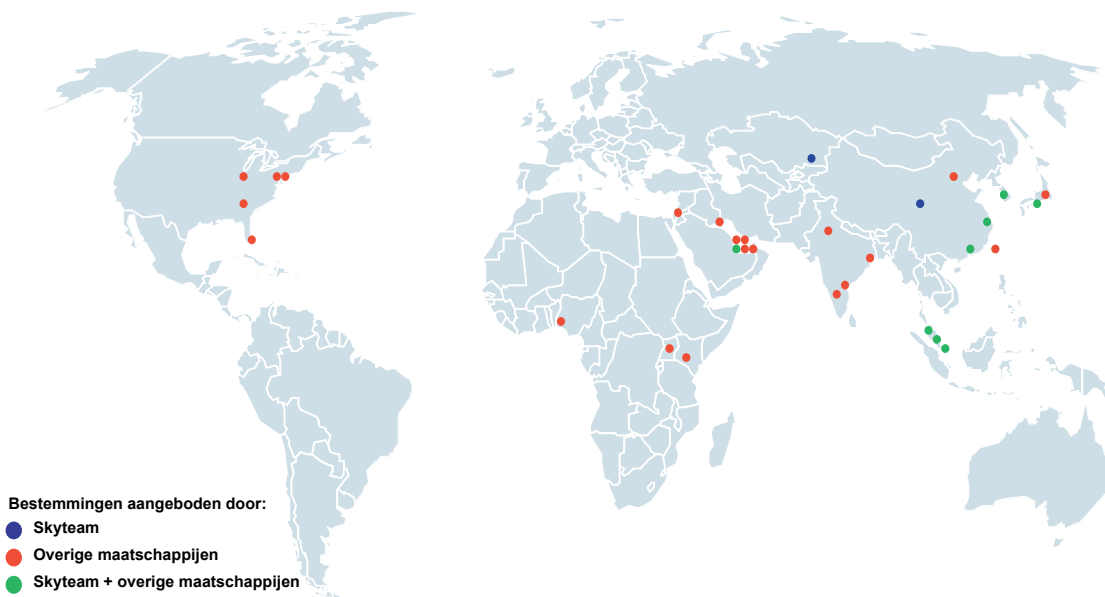 Bestemmingen aangeboden door:
Skyteam
Overige maatschappijen
Skyteam + overige maatschappijen